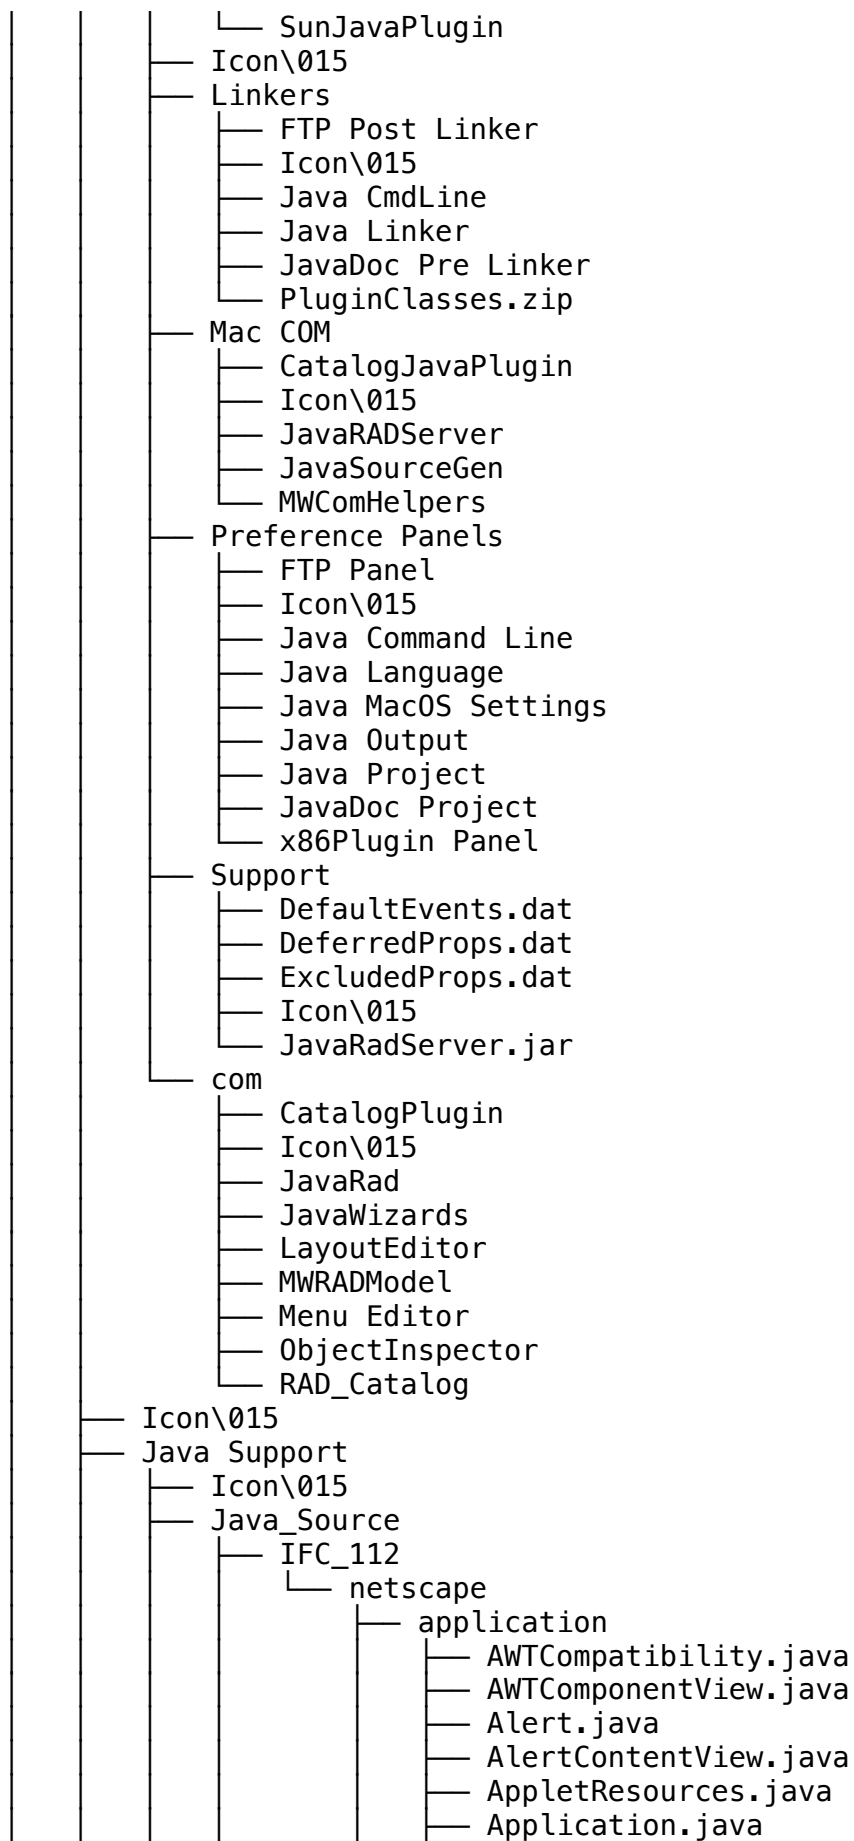 │   │   │   └── SunJavaPlugin
│   │   ├── Icon\015
│   │   ├── Linkers
│   │   │   ├── FTP Post Linker
│   │   │   ├── Icon\015
│   │   │   ├── Java CmdLine
│   │   │   ├── Java Linker
│   │   │   ├── JavaDoc Pre Linker
│   │   │   └── PluginClasses.zip
│   │   ├── Mac COM
│   │   │   ├── CatalogJavaPlugin
│   │   │   ├── Icon\015
│   │   │   ├── JavaRADServer
│   │   │   ├── JavaSourceGen
│   │   │   └── MWComHelpers
│   │   ├── Preference Panels
│   │   │   ├── FTP Panel
│   │   │   ├── Icon\015
│   │   │   ├── Java Command Line
│   │   │   ├── Java Language
│   │   │   ├── Java MacOS Settings
│   │   │   ├── Java Output
│   │   │   ├── Java Project
│   │   │   ├── JavaDoc Project
│   │   │   └── x86Plugin Panel
│   │   ├── Support
│   │   │   ├── DefaultEvents.dat
│   │   │   ├── DeferredProps.dat
│   │   │   ├── ExcludedProps.dat
│   │   │   ├── Icon\015
│   │   │   └── JavaRadServer.jar
│   │   └── com
│   │       ├── CatalogPlugin
│   │       ├── Icon\015
│   │       ├── JavaRad
│   │       ├── JavaWizards
│   │       ├── LayoutEditor
│   │       ├── MWRADModel
│   │       ├── Menu Editor
│   │       ├── ObjectInspector
│   │       └── RAD_Catalog
│   ├── Icon\015
│   ├── Java Support
│   │   ├── Icon\015
│   │   ├── Java_Source
│   │   │   ├── IFC_112
│   │   │   │   └── netscape
│   │   │   │       ├── application
│   │   │   │       │   ├── AWTCompatibility.java
│   │   │   │       │   ├── AWTComponentView.java
│   │   │   │       │   ├── Alert.java
│   │   │   │       │   ├── AlertContentView.java
│   │   │   │       │   ├── AppletResources.java
│   │   │   │       │   ├── Application.java